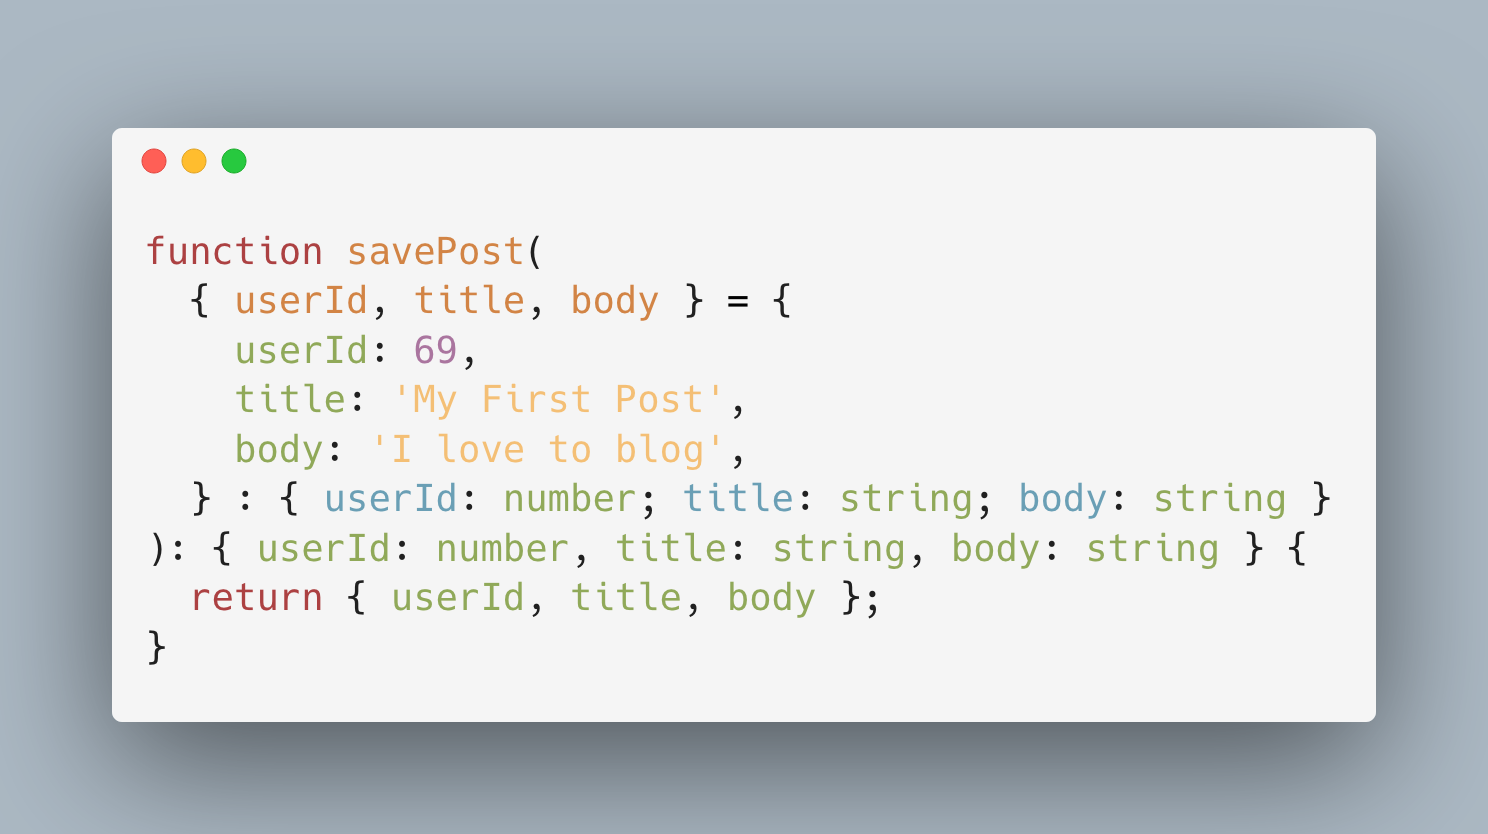 function savePost(
  { userId, title, body } = {
    userId: 69,
    title: 'My First Post',
    body: 'I love to blog',
  } : { userId: number; title: string; body: string }
): { userId: number, title: string, body: string } {
  return { userId, title, body };
}